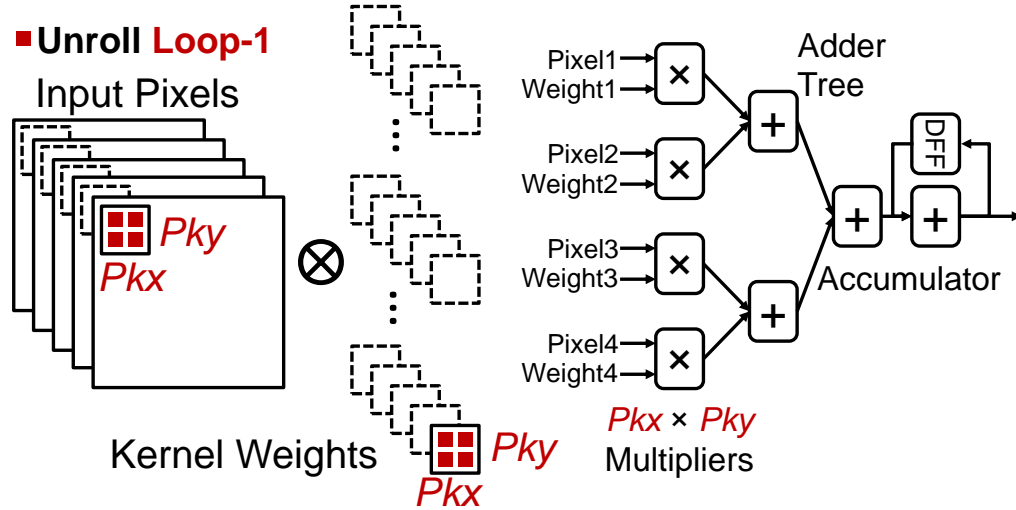 Unroll Loop-1
Input Pixels
Pky
Pkx
Kernel Weights
Pky
Pkx
Pixel1
Weight1
×
Pixel2
Weight2
×
Pixel3
Weight3
×
Pixel4
Weight4
×
Pkx × Pky
Multipliers
+
+
Adder
Tree
+
DFF
+
Accumulator